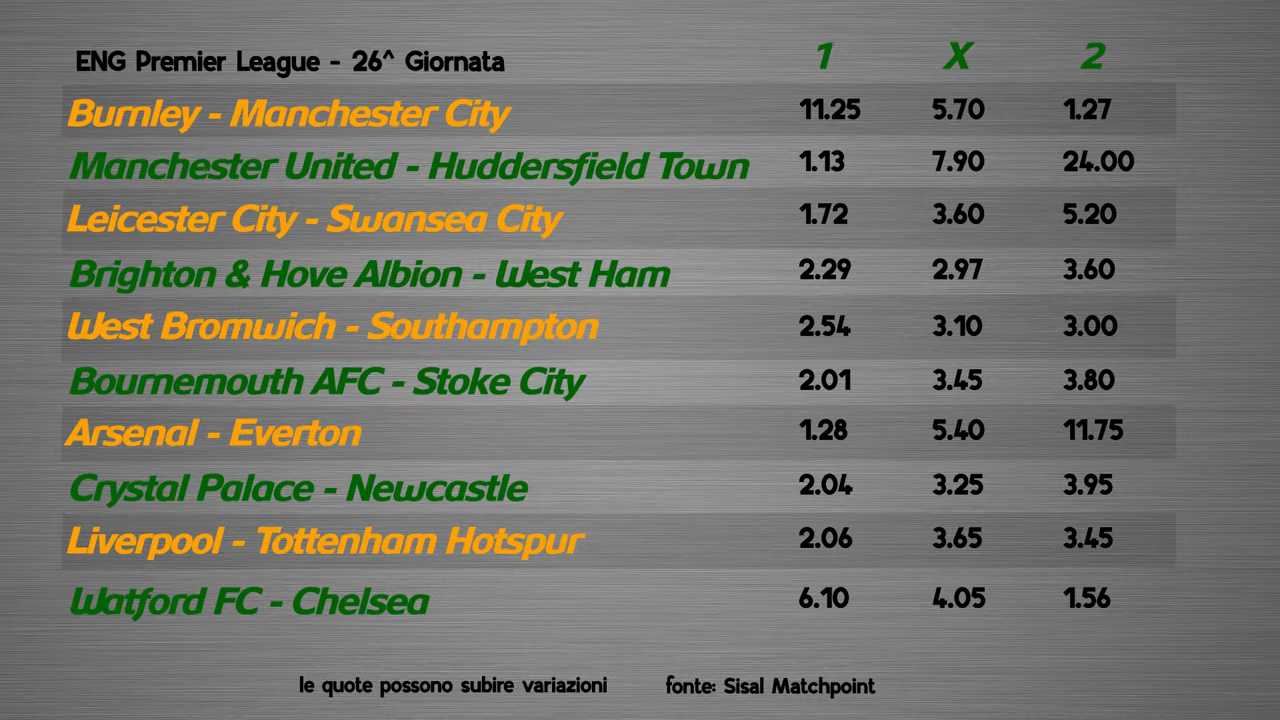 ENG Premier League - 26^ Giornata 1 X 2
Burnley - Manchester City 11.25 5.70 1.27
Manchester United - Huddersfield Town 1.13 7.90 24.00
Leicester City - Swansea City 1.72 3.60 5.20
Brighton & Hove Albion - West Ham 2.29 2.97 3.60
West Bromwich - Southampton 2.54 3.10 3.00
Bournemouth AFC - Stoke City 2.01 3.45 3.80
Arsenal - Everton 1.28 5.40 11.75
Crystal Palace - Newcastle 2.04 3.25 3.95
Liverpool - Tottenham Hotspur 2.06 3.65 3.45
Watford FC - Chelsea 6.10 4.05 1.56
le quote possono subire variazioni fonte: Sisal Matchpoint